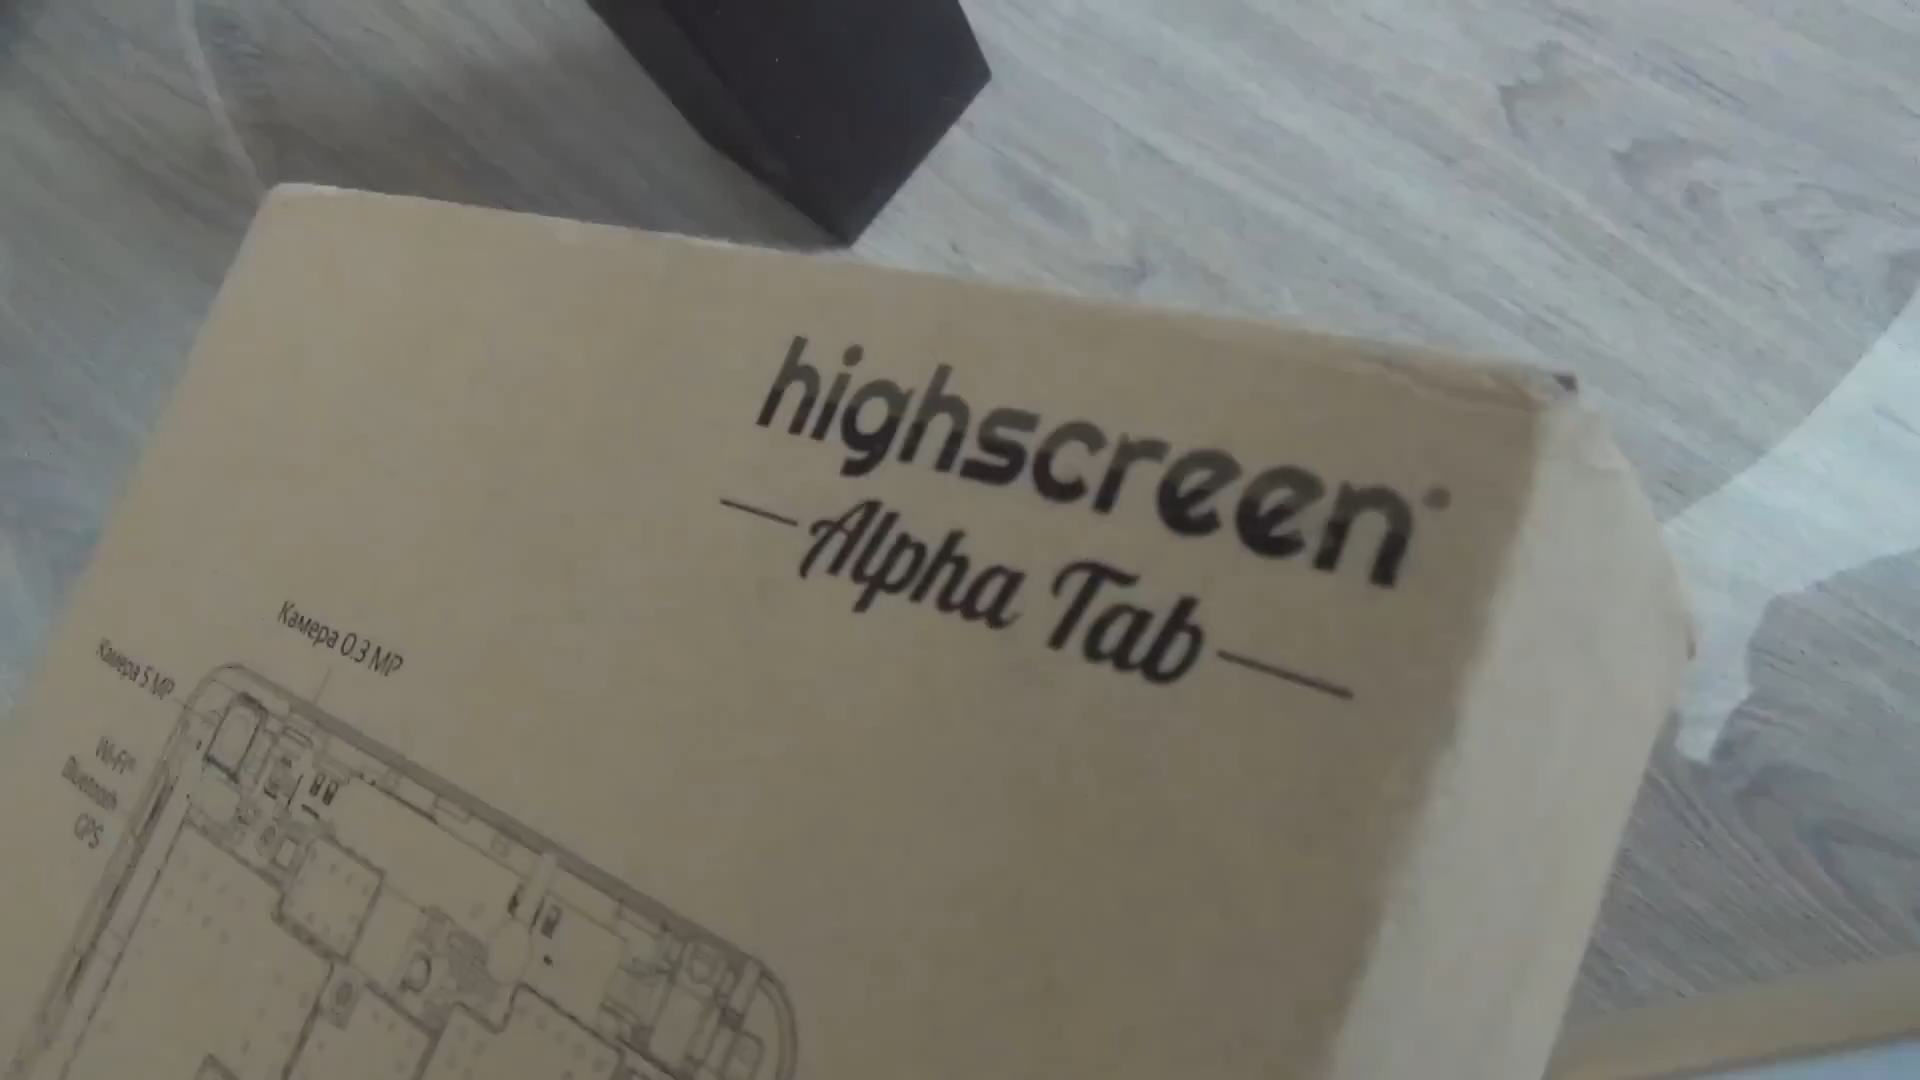 highscreen
Alpha Tab
Камера 0.3 MP
Камера 5 MP
Wi-Fi®
Bluetooth
GPS